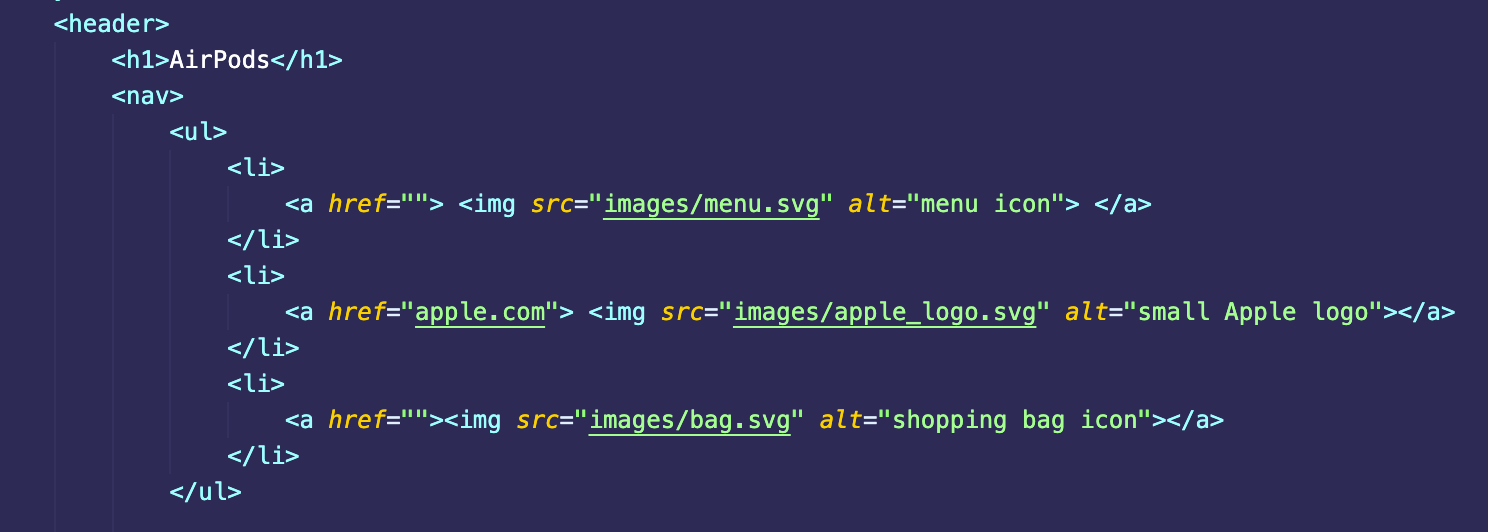 <header>
<h1>AirPods</h1>
<nav>
<ul>
<li>
<a href=""> <img src="images/menu.svg" alt="menu icon"> </a>
</li>
<li>
<a href="apple.com"> <img src="images/apple_logo.svg" alt="small Apple logo"></a>
</li>
<li>
<a href=""><img src="images/bag.svg" alt="shopping bag icon"></a>
</li>
</ul>